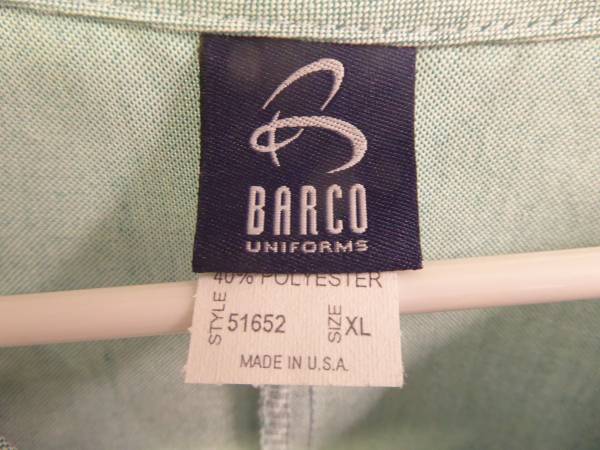 BARCO
UNIFORMS
40% POLYESTER
STYLE 51652 SIZE XL
MADE IN U.S.A.